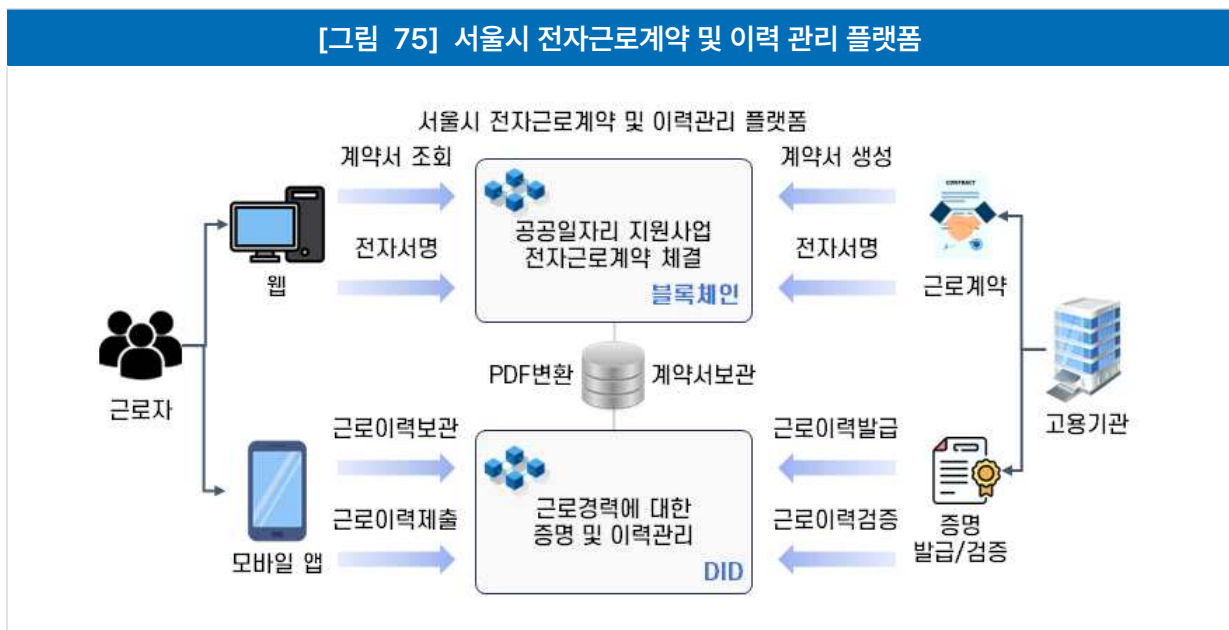 [그림 75] 서울시 전자근로계약 및 이력 관리 플랫폼
서울시 전자근로계약 및 이력관리 플랫폼
계약서 조회
계약서 생성
CONTRACT
공공일자리 지원사업
전자근로계약 체결
전자서명
전자서명
웹
블록체인
근로계약
PDF변환
계약서보관
근로자
고용기관
근로이력보관
근로이력발급
근로경력에 대한
증명 및 이력관리
근로이력제출
근로이력검증
모바일 앱
DID
증명
발급/검증